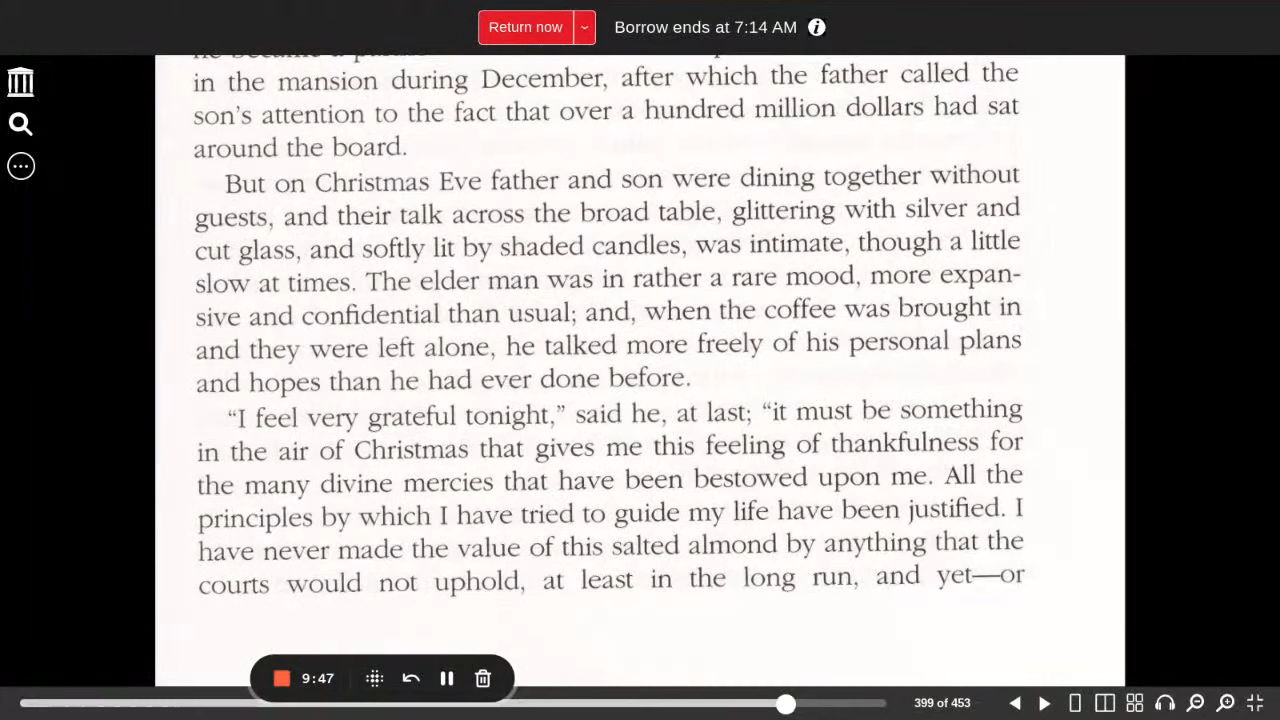 Return now
Borrow ends at 7:14 AM
in the mansion during December, after which the father called the
son's attention to the fact that over a hundred million dollars had sat
around the board.
But on Christmas Eve father and son were dining together without
guests, and their talk across the broad table, glittering with silver and
cut glass, and softly lit by shaded candles, was intimate, though a little
slow at times. The elder man was in rather a rare mood, more expan-
sive and confidential than usual; and, when the coffee was brought in
and they were left alone, he talked more freely of his personal plans
and hopes than he had ever done before.
“I feel very grateful tonight,” said he, at last; “it must be something
in the air of Christmas that gives me this feeling of thankfulness for
the many divine mercies that have been bestowed upon me. All the
principles by which I have tried to guide my life have been justified. I
have never made the value of this salted almond by anything that the
courts would not uphold, at least in the long run, and yet—or
9:47
399 of 453